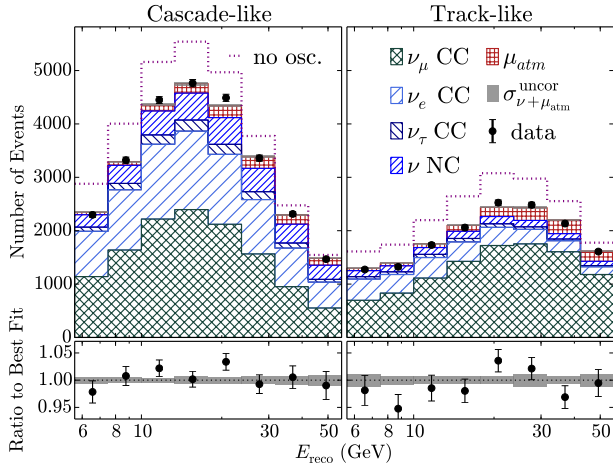 Cascade-like Track-like
no osc.
ν_μ CC μ_atm
ν_e CC σ^uncor_ν+μ_atm
ν_τ CC data
ν NC
Number of Events
5000
4000
3000
2000
1000
0
Ratio to Best Fit
1.05
1.00
0.95
6 8 10 30 50 6 8 10 30 50
E_reco (GeV)